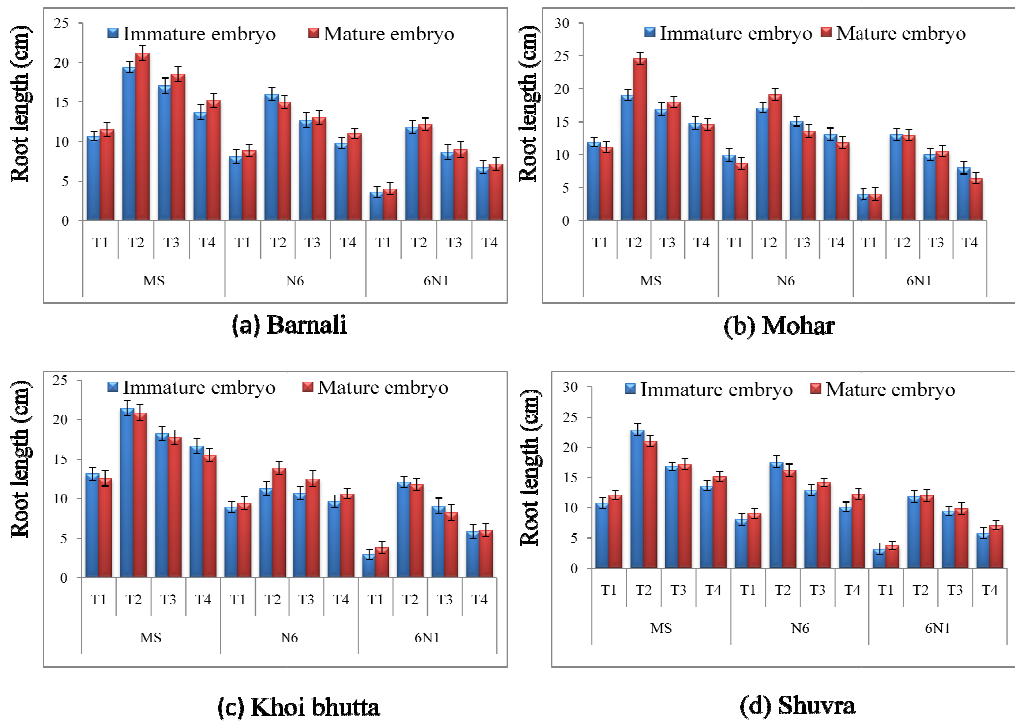 Root length (cm)
Immature embryo Mature embryo
25
20
15
10
5
0
T1 T2 T3 T4 T1 T2 T3 T4 T1 T2 T3 T4
MS N6 6N1
(a) Barnali
Root length (cm)
Immature embryo Mature embryo
30
25
20
15
10
5
0
T1 T2 T3 T4 T1 T2 T3 T4 T1 T2 T3 T4
MS N6 6N1
(b) Mohar
Root length (cm)
Immature embryo Mature embryo
25
20
15
10
5
0
T1 T2 T3 T4 T1 T2 T3 T4 T1 T2 T3 T4
MS N6 6N1
(c) Khoi bhutta
Root length (cm)
Immature embryo Mature embryo
30
25
20
15
10
5
0
T1 T2 T3 T4 T1 T2 T3 T4 T1 T2 T3 T4
MS N6 6N1
(d) Shuvra